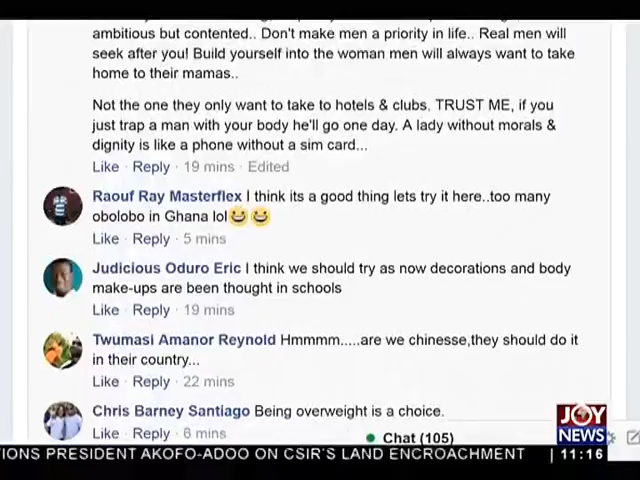 ambitious but contented.. Don't make men a priority in life.. Real men will
seek after you! Build yourself into the woman men will always want to take
home to their mamas..
Not the one they only want to take to hotels & clubs. TRUST ME, if you
just trap a man with your body he'll go one day. A lady without morals &
dignity is like a phone without a sim card...
Like · Reply · 19 mins · Edited
Raouf Ray Masterflex I think its a good thing lets try it here..too many
obolobo in Ghana lol😀😀
Like · Reply · 5 mins
Judicious Oduro Eric I think we should try as now decorations and body
make-ups are been thought in schools
Like · Reply · 19 mins
Twumasi Amanor Reynold Hmmmm.....are we chinesse,they should do it
in their country...
Like · Reply · 22 mins
Chris Barney Santiago Being overweight is a choice.
Like · Reply · 6 mins
Chat (105)
JOY
NEWS
IONS PRESIDENT AKOFO-ADOO ON CSIR'S LAND ENCROACHMENT
11:16